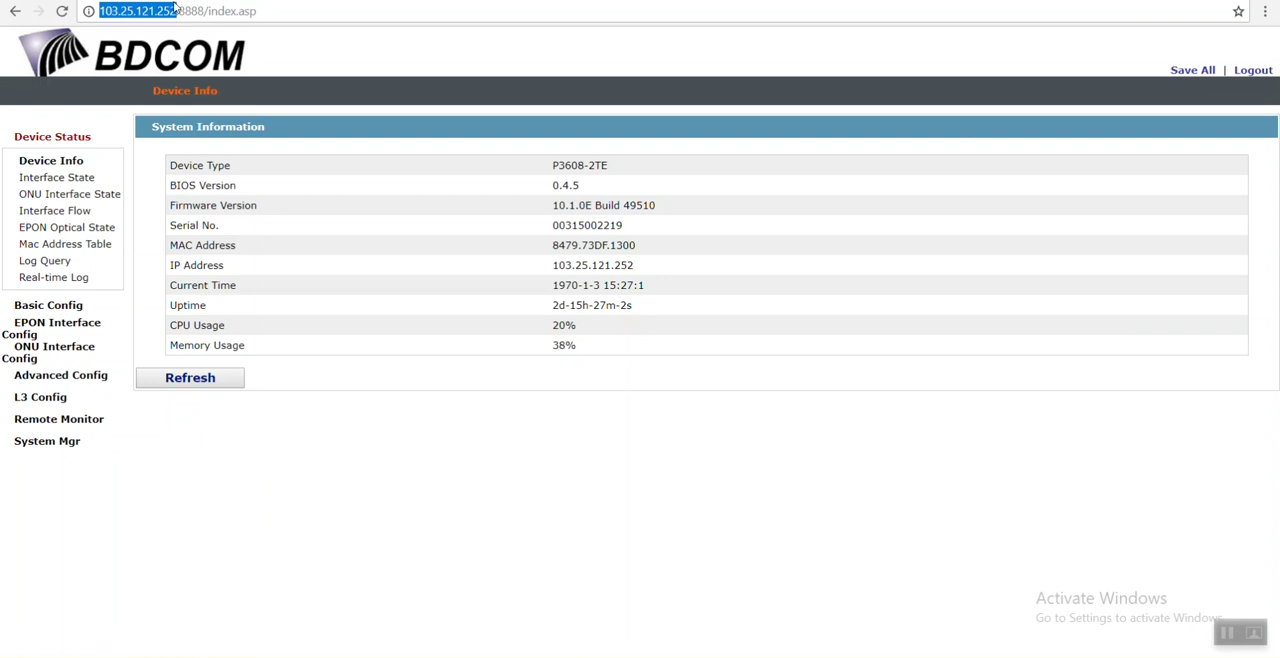 103.25.121.252:8888/index.asp
BDCOM
Save All | Logout
Device Info
Device Status
Device Info
Interface State
ONU Interface State
Interface Flow
EPON Optical State
Mac Address Table
Log Query
Real-time Log
Basic Config
EPON Interface
Config
ONU Interface
Config
Advanced Config
L3 Config
Remote Monitor
System Mgr
System Information
Device Type P3608-2TE
BIOS Version 0.4.5
Firmware Version 10.1.0E Build 49510
Serial No. 00315002219
MAC Address 8479.73DF.1300
IP Address 103.25.121.252
Current Time 1970-1-3 15:27:1
Uptime 2d-15h-27m-2s
CPU Usage 20%
Memory Usage 38%
Refresh
Activate Windows
Go to Settings to activate Windows